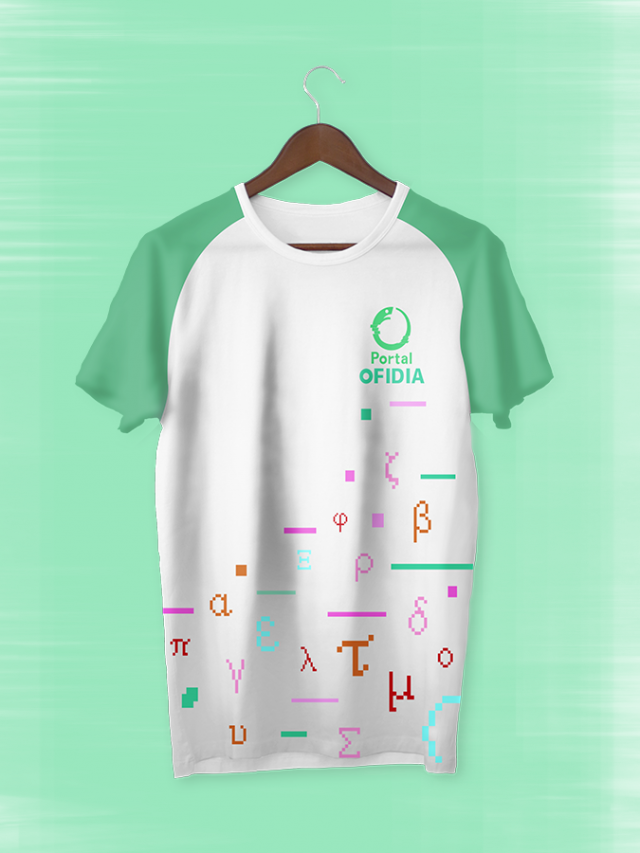 Portal
OFIDIA
ζ
φ β
Ξ ρ
α ε δ
π γ λ τ ο
μ
υ Σ